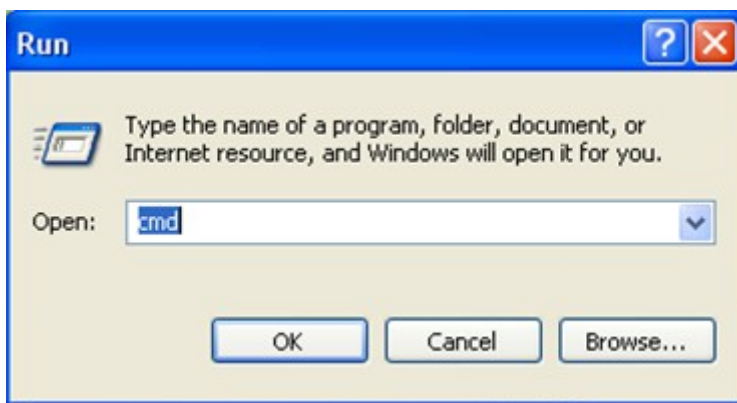 Run
Type the name of a program, folder, document, or
Internet resource, and Windows will open it for you.
Open: cmd
OK Cancel Browse...